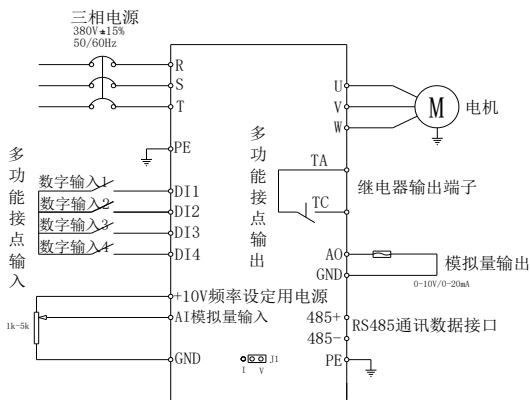 三相电源
380V±15%
50/60Hz
R
S
T
PE
多功能接点输入
数字输入1
数字输入2
数字输入3
数字输入4
DI1
DI2
DI3
DI4
+10V频率设定用电源
AI模拟量输入
1k-5k
GND
J1
I V
U
V
W
M
电机
多功能接点输出
TA
TC
继电器输出端子
AO
GND
模拟量输出
0-10V/0-20mA
485+
485-
RS485通讯数据接口
PE